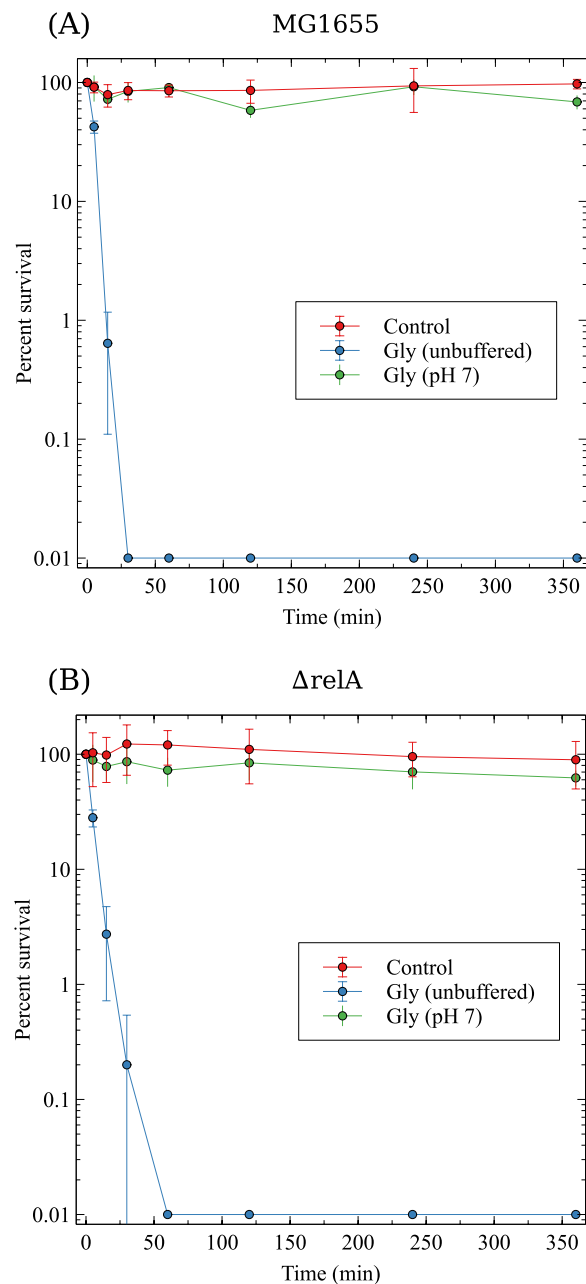 (A) MG1655
100
10
1
0.1
0.01
Percent survival
Control
Gly (unbuffered)
Gly (pH 7)
0 50 100 150 200 250 300 350
Time (min)
(B) ΔrelA
100
10
1
0.1
0.01
Percent survival
Control
Gly (unbuffered)
Gly (pH 7)
0 50 100 150 200 250 300 350
Time (min)